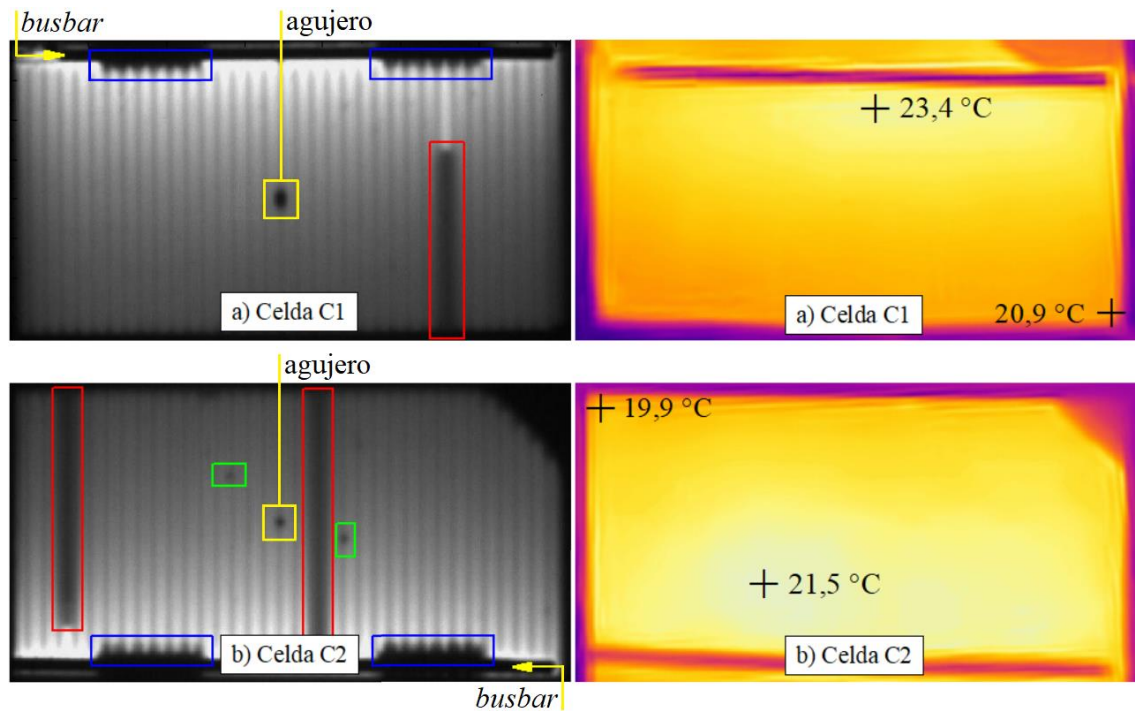 busbar
agujero
23,4 °C
a) Celda C1
a) Celda C1
20,9 °C
agujero
19,9 °C
21,5 °C
b) Celda C2
b) Celda C2
busbar